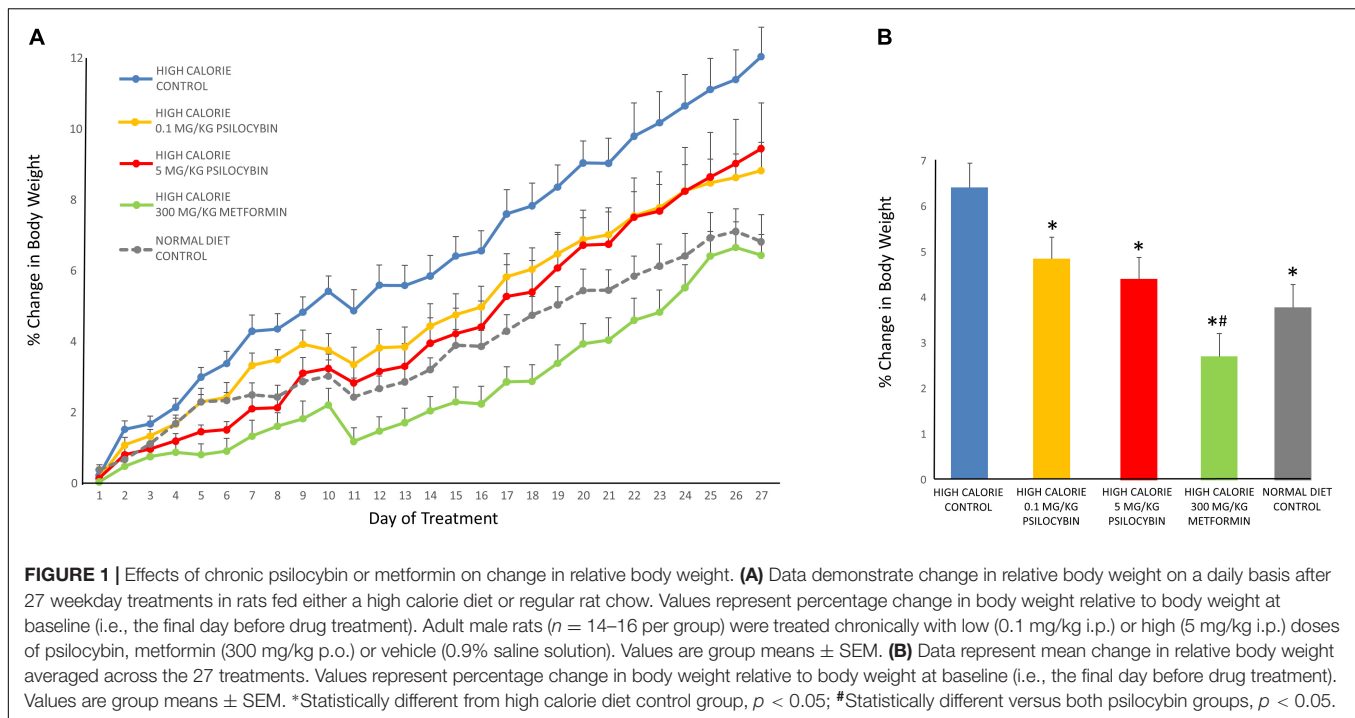 A
12
10
8
6
4
2
0
% Change in Body Weight
HIGH CALORIE
CONTROL
HIGH CALORIE
0.1 MG/KG PSILOCYBIN
HIGH CALORIE
5 MG/KG PSILOCYBIN
HIGH CALORIE
300 MG/KG METFORMIN
NORMAL DIET
CONTROL
1 2 3 4 5 6 7 8 9 10 11 12 13 14 15 16 17 18 19 20 21 22 23 24 25 26 27
Day of Treatment
B
7
6
5
4
3
2
1
0
% Change in Body Weight
*
*
*#
*
HIGH CALORIE
CONTROL
HIGH CALORIE
0.1 MG/KG
PSILOCYBIN
HIGH CALORIE
5 MG/KG
PSILOCYBIN
HIGH CALORIE
300 MG/KG
METFORMIN
NORMAL DIET
CONTROL
FIGURE 1 | Effects of chronic psilocybin or metformin on change in relative body weight. (A) Data demonstrate change in relative body weight on a daily basis after
27 weekday treatments in rats fed either a high calorie diet or regular rat chow. Values represent percentage change in body weight relative to body weight at
baseline (i.e., the final day before drug treatment). Adult male rats (n = 14–16 per group) were treated chronically with low (0.1 mg/kg i.p.) or high (5 mg/kg i.p.) doses
of psilocybin, metformin (300 mg/kg p.o.) or vehicle (0.9% saline solution). Values are group means ± SEM. (B) Data represent mean change in relative body weight
averaged across the 27 treatments. Values represent percentage change in body weight relative to body weight at baseline (i.e., the final day before drug treatment).
Values are group means ± SEM. *Statistically different from high calorie diet control group, p < 0.05; #Statistically different versus both psilocybin groups, p < 0.05.